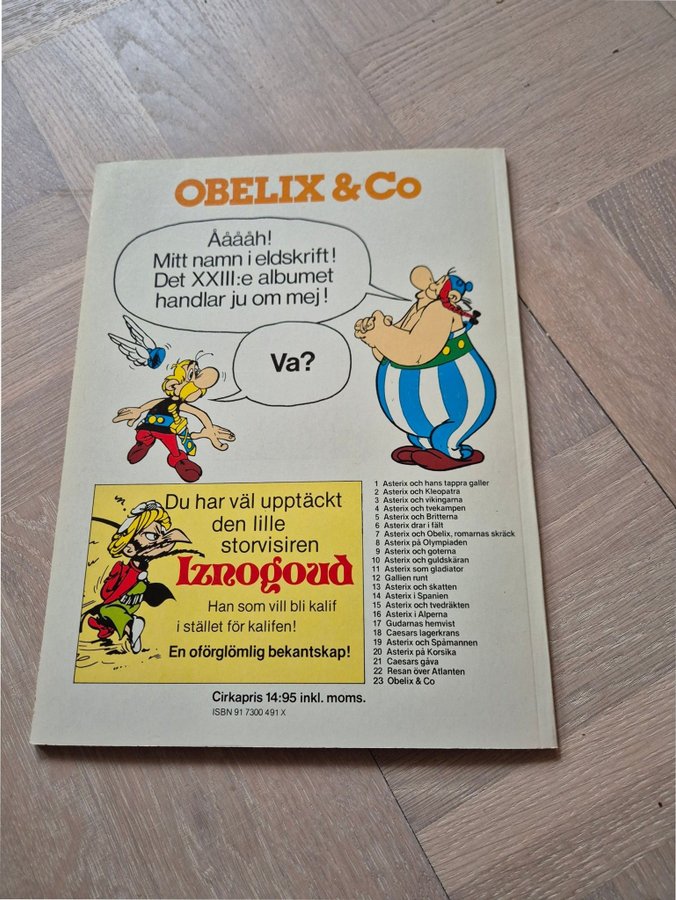 OBELIX & Co
Ååååh!
Mitt namn i eldskrift!
Det XXIII:e albumet
handlar ju om mej!
Va?
Du har väl upptäckt
den lille
storvisiren
Iznogoud
Han som vill bli kalif
i stället för kalifen!
En oförglömlig bekantskap!
1 Asterix och hans tappra galler
2 Asterix och Kleopatra
3 Asterix och vikingarna
4 Asterix och tvekampen
5 Asterix och Britterna
6 Asterix drar i fält
7 Asterix och Obelix, romarnas skräck
8 Asterix på Olympiaden
9 Asterix och goterna
10 Asterix och guldskäran
11 Asterix som gladiator
12 Gallien runt
13 Asterix och skatten
14 Asterix i Spanien
15 Asterix och tvedräkten
16 Asterix i Alperna
17 Gudarnas hemvist
18 Caesars lagerkrans
19 Asterix och Spåmannen
20 Asterix på Korsika
21 Caesars gåva
22 Resan över Atlanten
23 Obelix & Co
Cirkapris 14:95 inkl. moms.
ISBN 91 7300 491 X